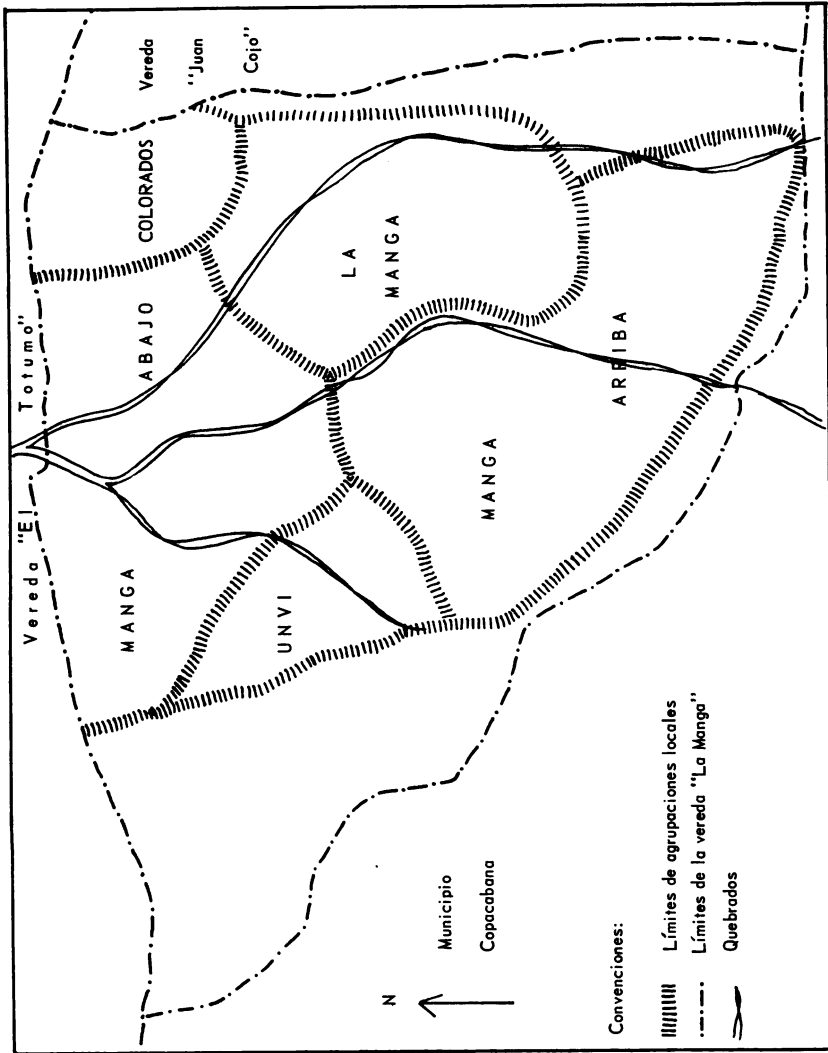 Vereda "El Totumo"
Vereda
"Juan
Cojo"
COLORADOS
ABAJO
MANGA
LA
MANGA
UNVI
MANGA
ARRIBA
N
Municipio
Copacabana
Convenciones:
Límites de agrupaciones locales
Límites de la vereda "La Manga"
Quebrados